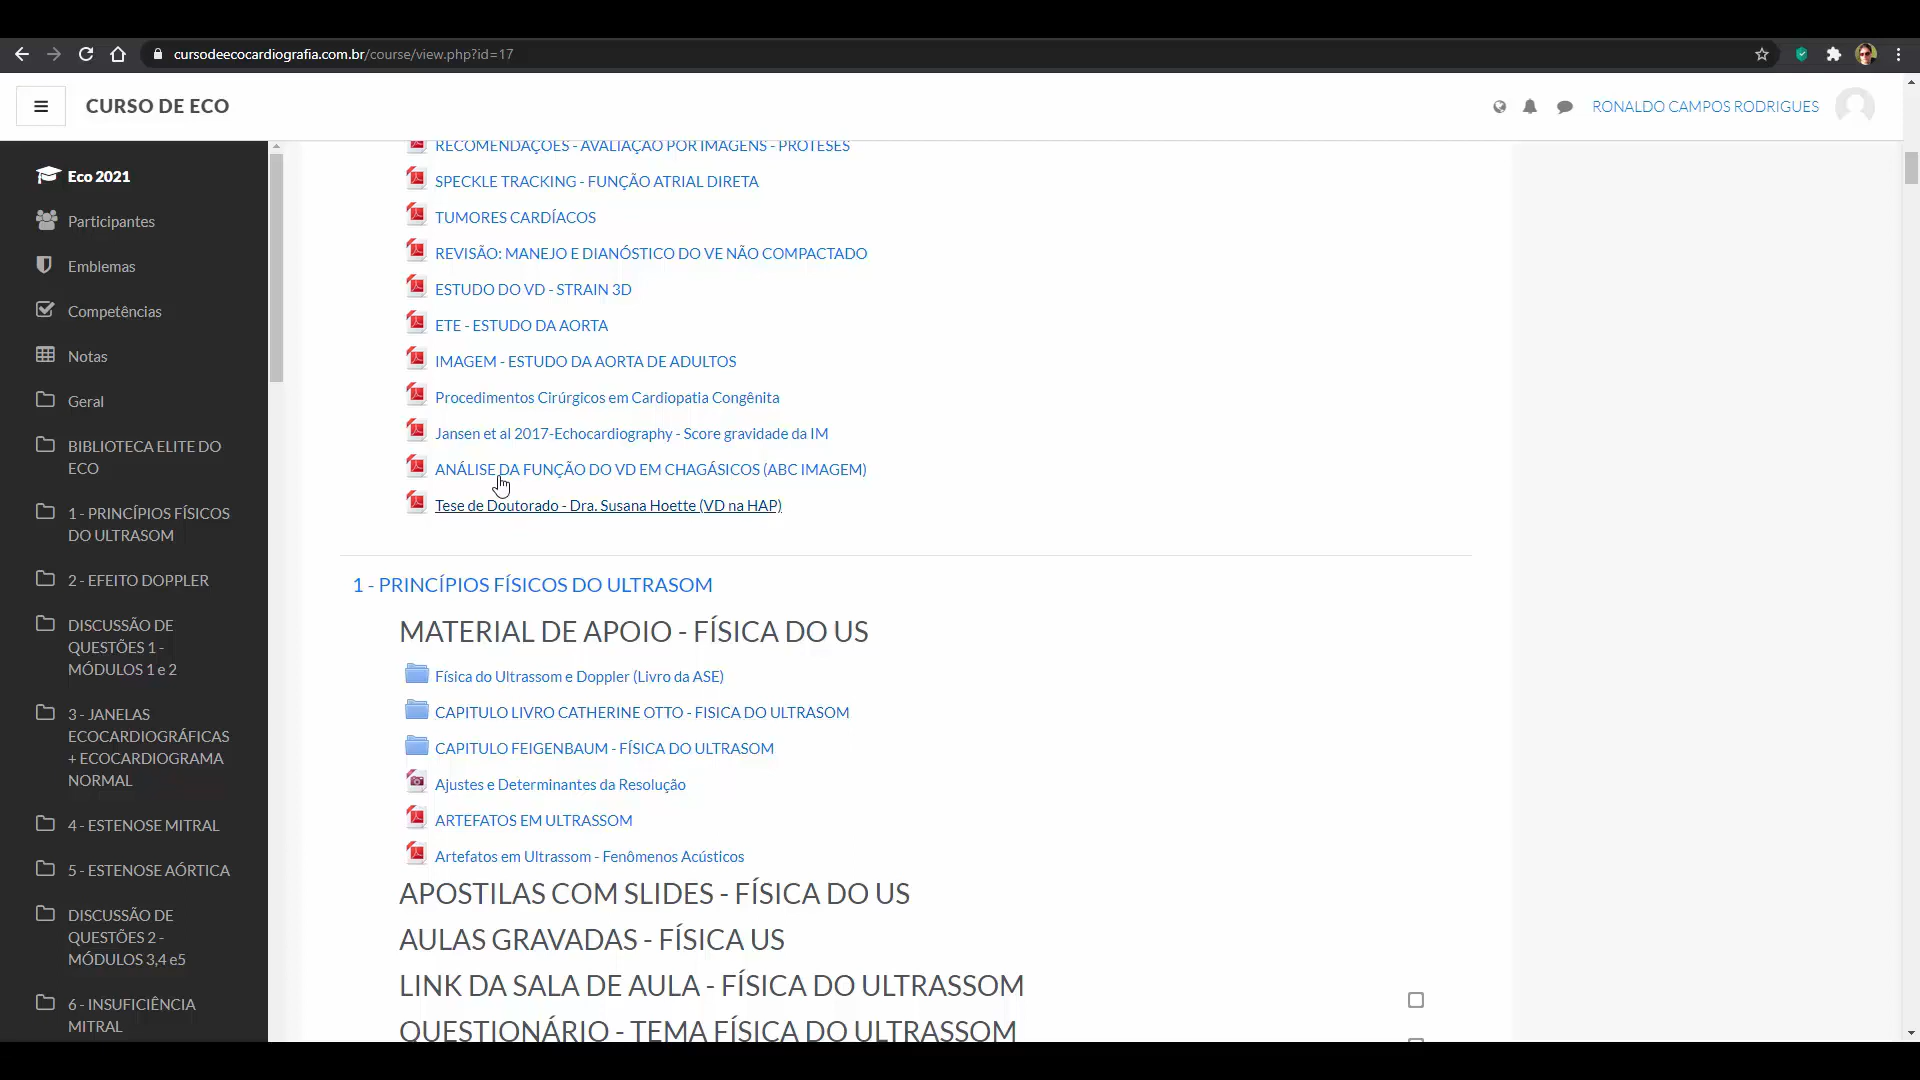 cursodeecocardiografia.com.br/course/view.php?id=17
CURSO DE ECO
RONALDO CAMPOS RODRIGUES
Eco 2021
Participantes
Emblemas
Competências
Notas
Geral
BIBLIOTECA ELITE DO
ECO
1 - PRINCÍPIOS FÍSICOS
DO ULTRASOM
2 - EFEITO DOPPLER
DISCUSSÃO DE
QUESTÕES 1 -
MÓDULOS 1 e 2
3 - JANELAS
ECOCARDIOGRÁFICAS
+ ECOCARDIOGRAMA
NORMAL
4 - ESTENOSE MITRAL
5 - ESTENOSE AÓRTICA
DISCUSSÃO DE
QUESTÕES 2 -
MÓDULOS 3,4 e5
6 - INSUFICIÊNCIA
MITRAL
RECOMENDAÇÕES - AVALIAÇÃO POR IMAGENS - PRÓTESES
SPECKLE TRACKING - FUNÇÃO ATRIAL DIRETA
TUMORES CARDÍACOS
REVISÃO: MANEJO E DIANÓSTICO DO VE NÃO COMPACTADO
ESTUDO DO VD - STRAIN 3D
ETE - ESTUDO DA AORTA
IMAGEM - ESTUDO DA AORTA DE ADULTOS
Procedimentos Cirúrgicos em Cardiopatia Congênita
Jansen et al 2017-Echocardiography - Score gravidade da IM
ANÁLISE DA FUNÇÃO DO VD EM CHAGÁSICOS (ABC IMAGEM)
Tese de Doutorado - Dra. Susana Hoette (VD na HAP)
1 - PRINCÍPIOS FÍSICOS DO ULTRASOM
MATERIAL DE APOIO - FÍSICA DO US
Física do Ultrassom e Doppler (Livro da ASE)
CAPITULO LIVRO CATHERINE OTTO - FISICA DO ULTRASOM
CAPITULO FEIGENBAUM - FÍSICA DO ULTRASOM
Ajustes e Determinantes da Resolução
ARTEFATOS EM ULTRASSOM
Artefatos em Ultrassom - Fenômenos Acústicos
APOSTILAS COM SLIDES - FÍSICA DO US
AULAS GRAVADAS - FÍSICA US
LINK DA SALA DE AULA - FÍSICA DO ULTRASSOM
QUESTIONÁRIO - TEMA FÍSICA DO ULTRASSOM